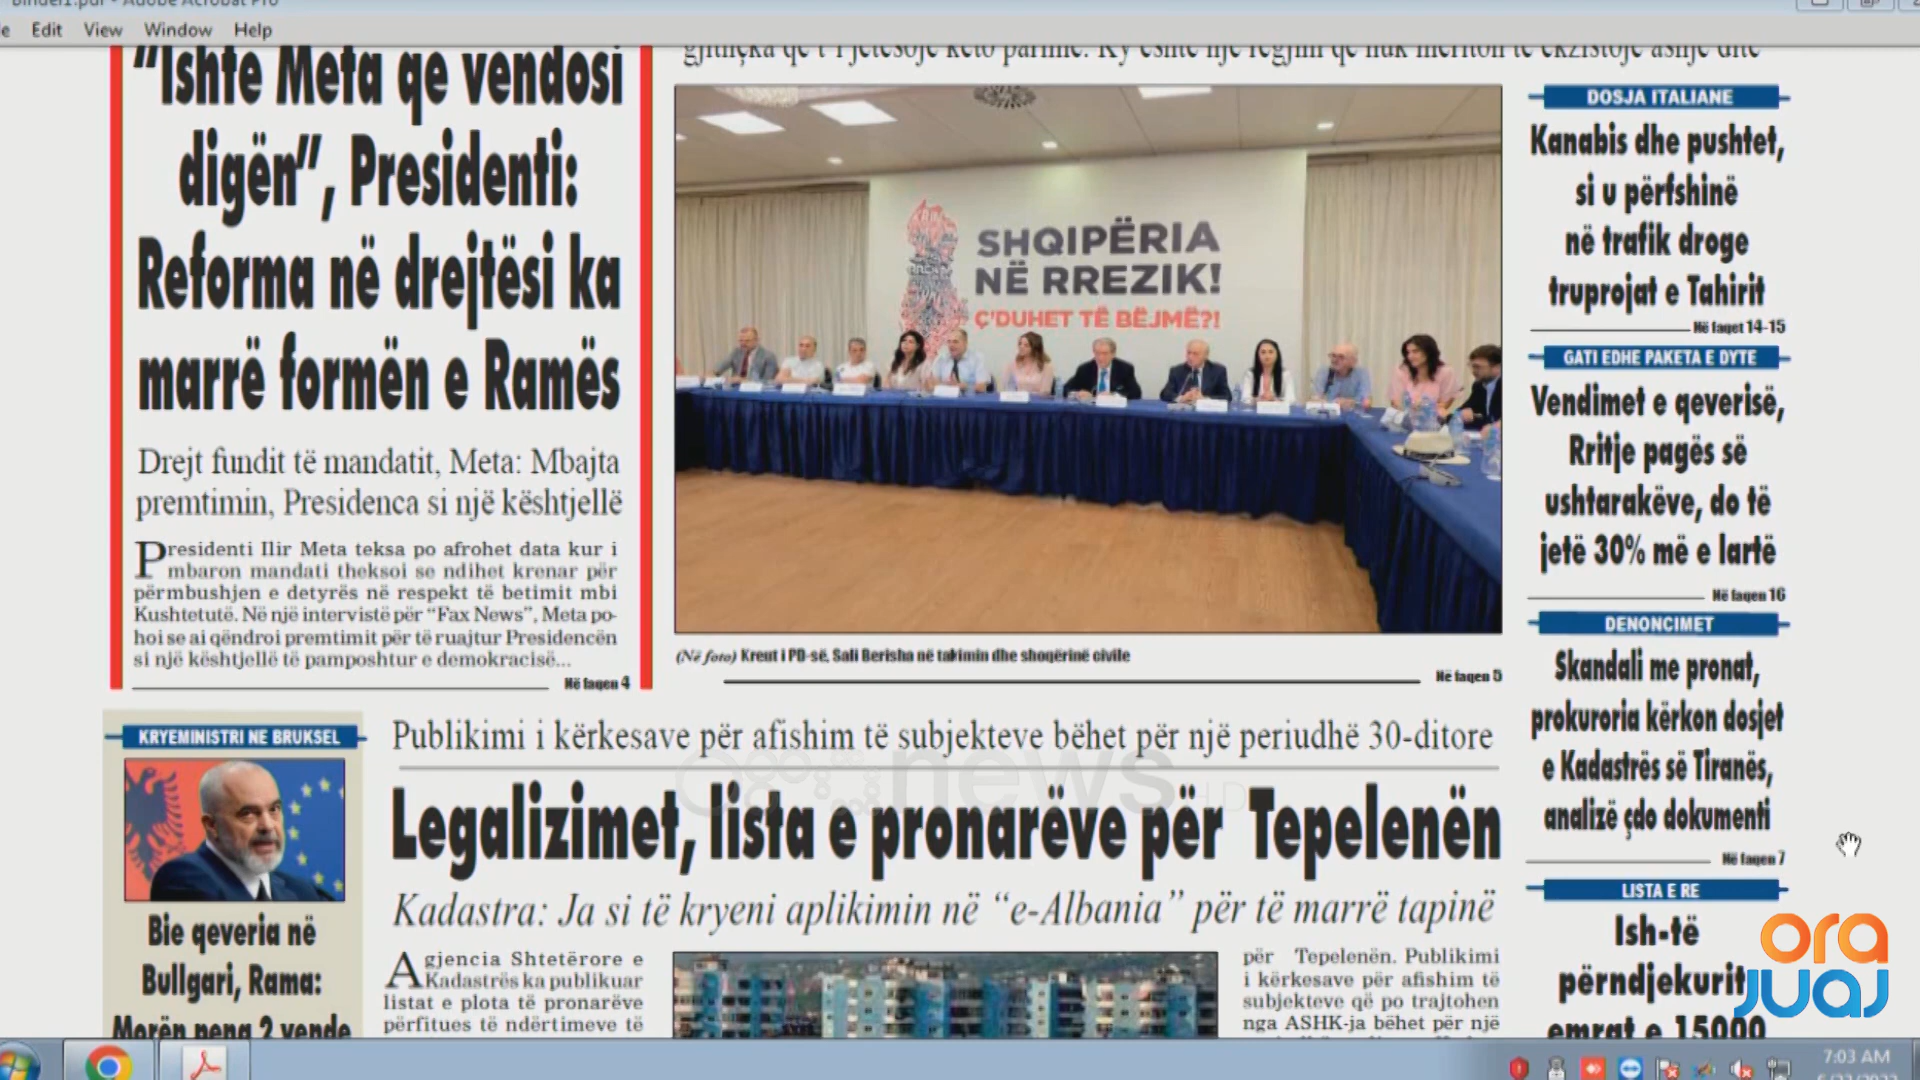 Edit View Window Help
“Ishte Meta qe vendosi
digën”, Presidenti:
Reforma në drejtësi ka
marrë formën e Ramës
Drejt fundit të mandatit, Meta: Mbajta
premtimin, Presidenca si një kështjellë
Presidenti Ilir Meta teksa po afrohet data kur i
mbaron mandati theksoi se ndihet krenar për
përmbushjen e detyrës në respekt të betimit mbi
Kushtetutë. Në një intervistë për “Fax News”, Meta po-
hoi se ai qëndroi premtimit për të ruajtur Presidencën
si një kështjellë të pamposhtur e demokracisë...
Në faqen 4
SHQIPËRIA
NË RREZIK!
Ç'DUHET TË BËJMË?!
(Në foto) Kreut i PD-së, Sali Berisha në takimin dhe shoqërinë civile
Në faqen 5
DOSJA ITALIANE
Kanabis dhe pushtet,
si u përfshinë
në trafik droge
truprojat e Tahirit
Në faqet 14-15
GATI EDHE PAKETA E DYTE
Vendimet e qeverisë,
Rritje pagës së
ushtarakëve, do të
jetë 30% më e lartë
Në faqen 16
DENONCIMET
Skandali me pronat,
prokuroria kërkon dosjet
e Kadastrës së Tiranës,
analizë çdo dokumenti
Në faqen 7
LISTA E RE
Ish-të
përndjekurit
emrat e 15000
KRYEMINISTRI NE BRUKSEL
Bie qeveria në
Bullgari, Rama:
Morën peng 2 vende
Publikimi i kërkesave për afishim të subjekteve bëhet për një periudhë 30-ditore
Legalizimet, lista e pronarëve për Tepelenën
Kadastra: Ja si të kryeni aplikimin në “e-Albania” për të marrë tapinë
Agjencia Shtetërore e
Kadastrës ka publikuar
listat e plota të pronarëve
përfitues të ndërtimeve të
për Tepelenën. Publikimi
i kërkesave për afishim të
subjekteve që po trajtohen
nga ASHK-ja bëhet për një
news HD
ora
JUAJ
7:03 AM